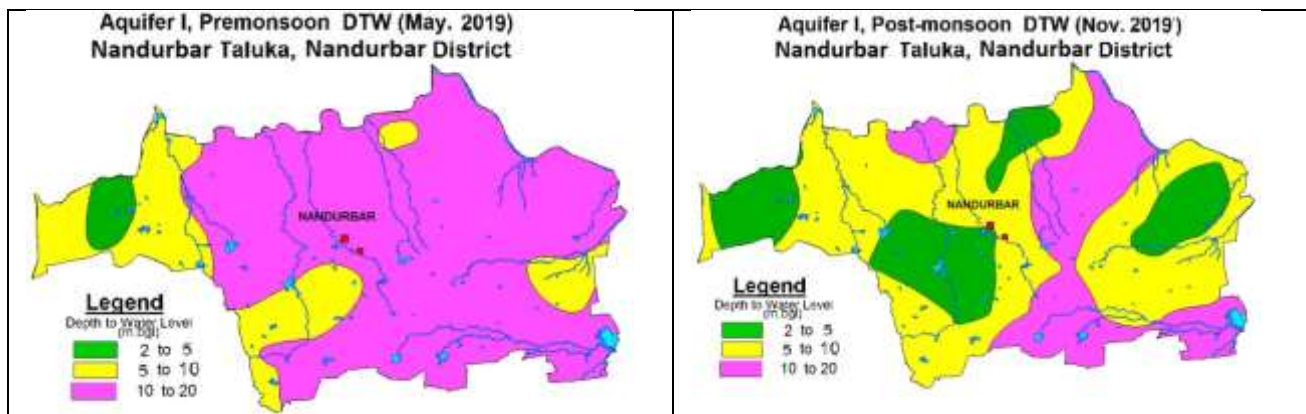 Aquifer I, Premonsoon DTW (May. 2019)
Nandurbar Taluka, Nandurbar District
NANDURBAR
Legend
Depth to Water Level
(m.bgl)
2 to 5
5 to 10
10 to 20
Aquifer I, Post-monsoon DTW (Nov. 2019)
Nandurbar Taluka, Nandurbar District
NANDURBAR
Legend
Depth to Water Level
(m.bgl)
2 to 5
5 to 10
10 to 20